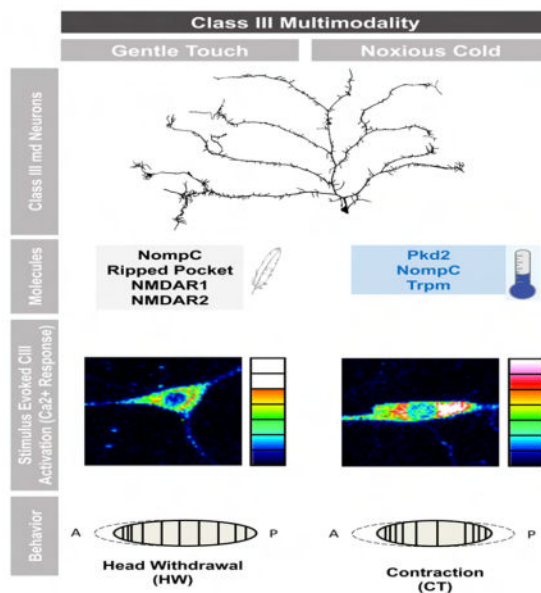 Class III Multimodality
Gentle Touch
Noxious Cold
Class III md Neurons
Molecules
NompC
Ripped Pocket
NMDAR1
NMDAR2
Pkd2
NompC
Trpm
Stimulus Evoked CIII
Activation (Ca2+ Response)
Behavior
A
P
Head Withdrawal
(HW)
A
P
Contraction
(CT)